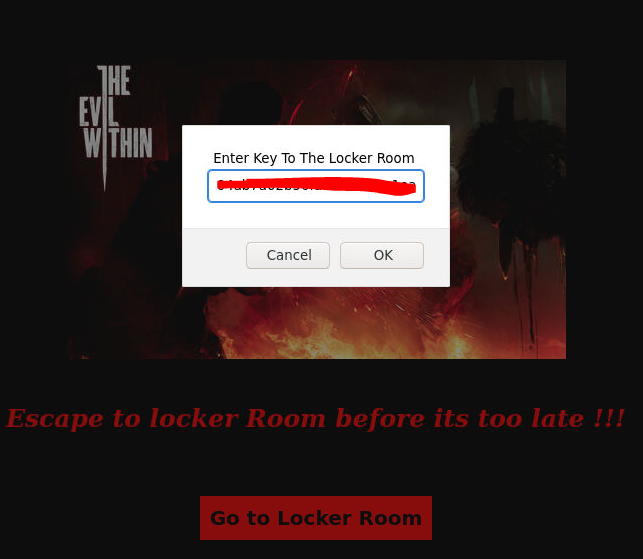 THE
EVIL
WITHIN
Enter Key To The Locker Room
Cancel
OK
Escape to locker Room before its too late !!!
Go to Locker Room